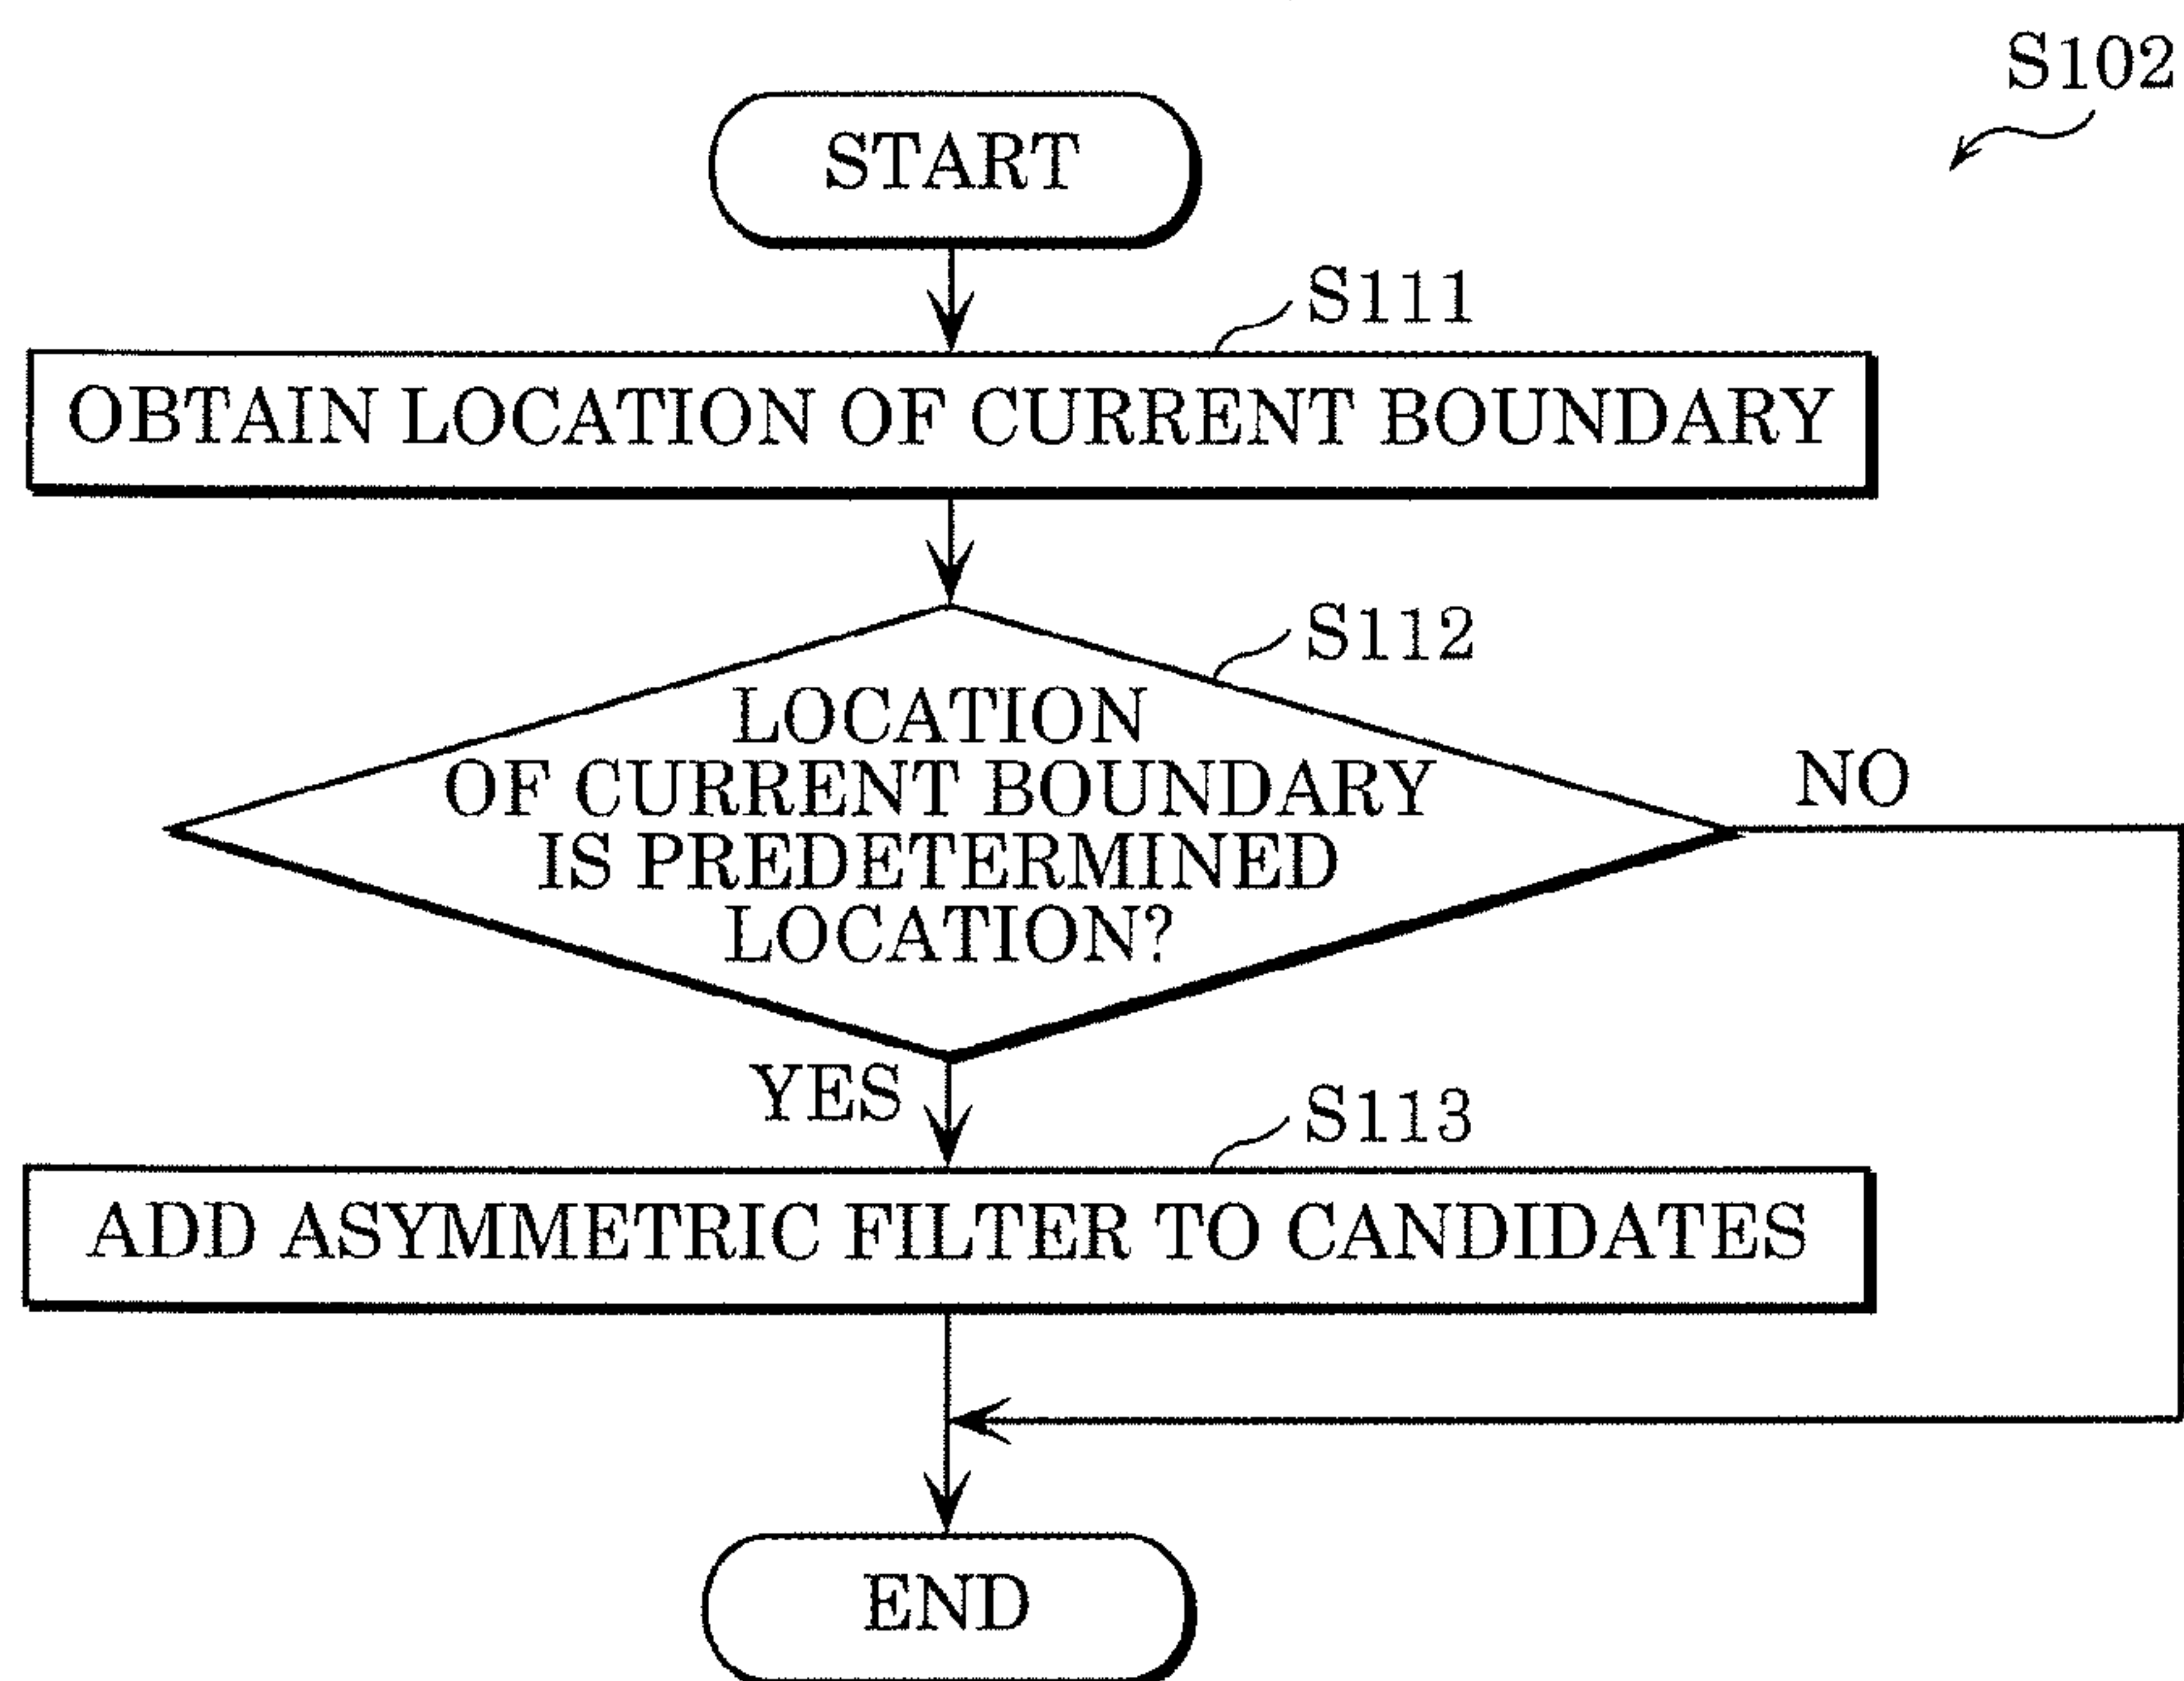 S102
START
S111
OBTAIN LOCATION OF CURRENT BOUNDARY
S112
LOCATION
OF CURRENT BOUNDARY
IS PREDETERMINED
LOCATION?
NO
YES
S113
ADD ASYMMETRIC FILTER TO CANDIDATES
END